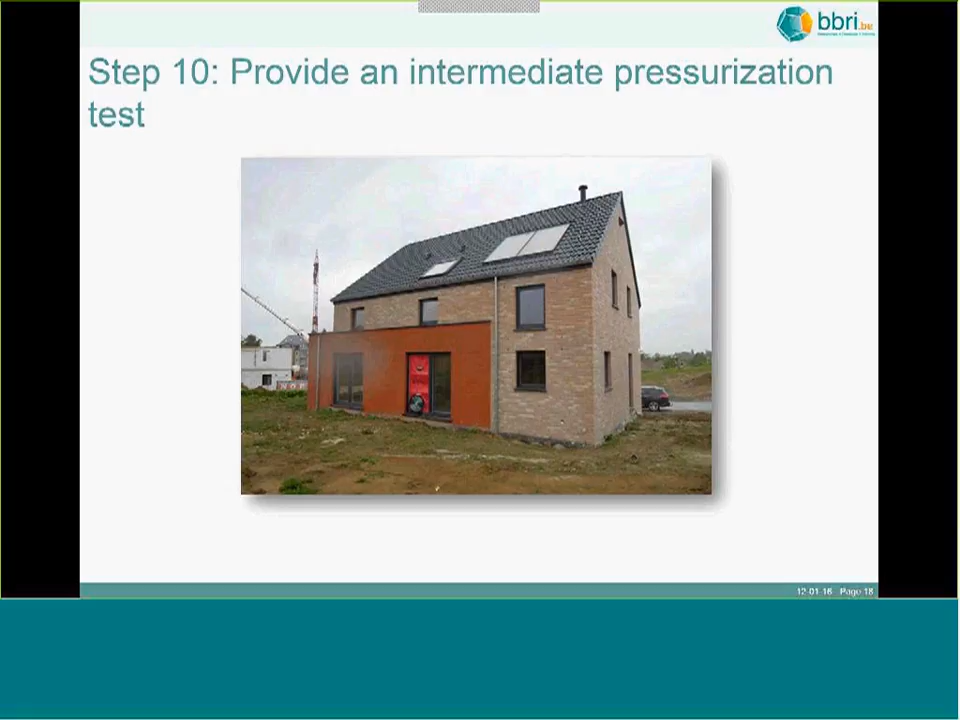 bbri.be
Step 10: Provide an intermediate pressurization
test
12-01-16 Page 18